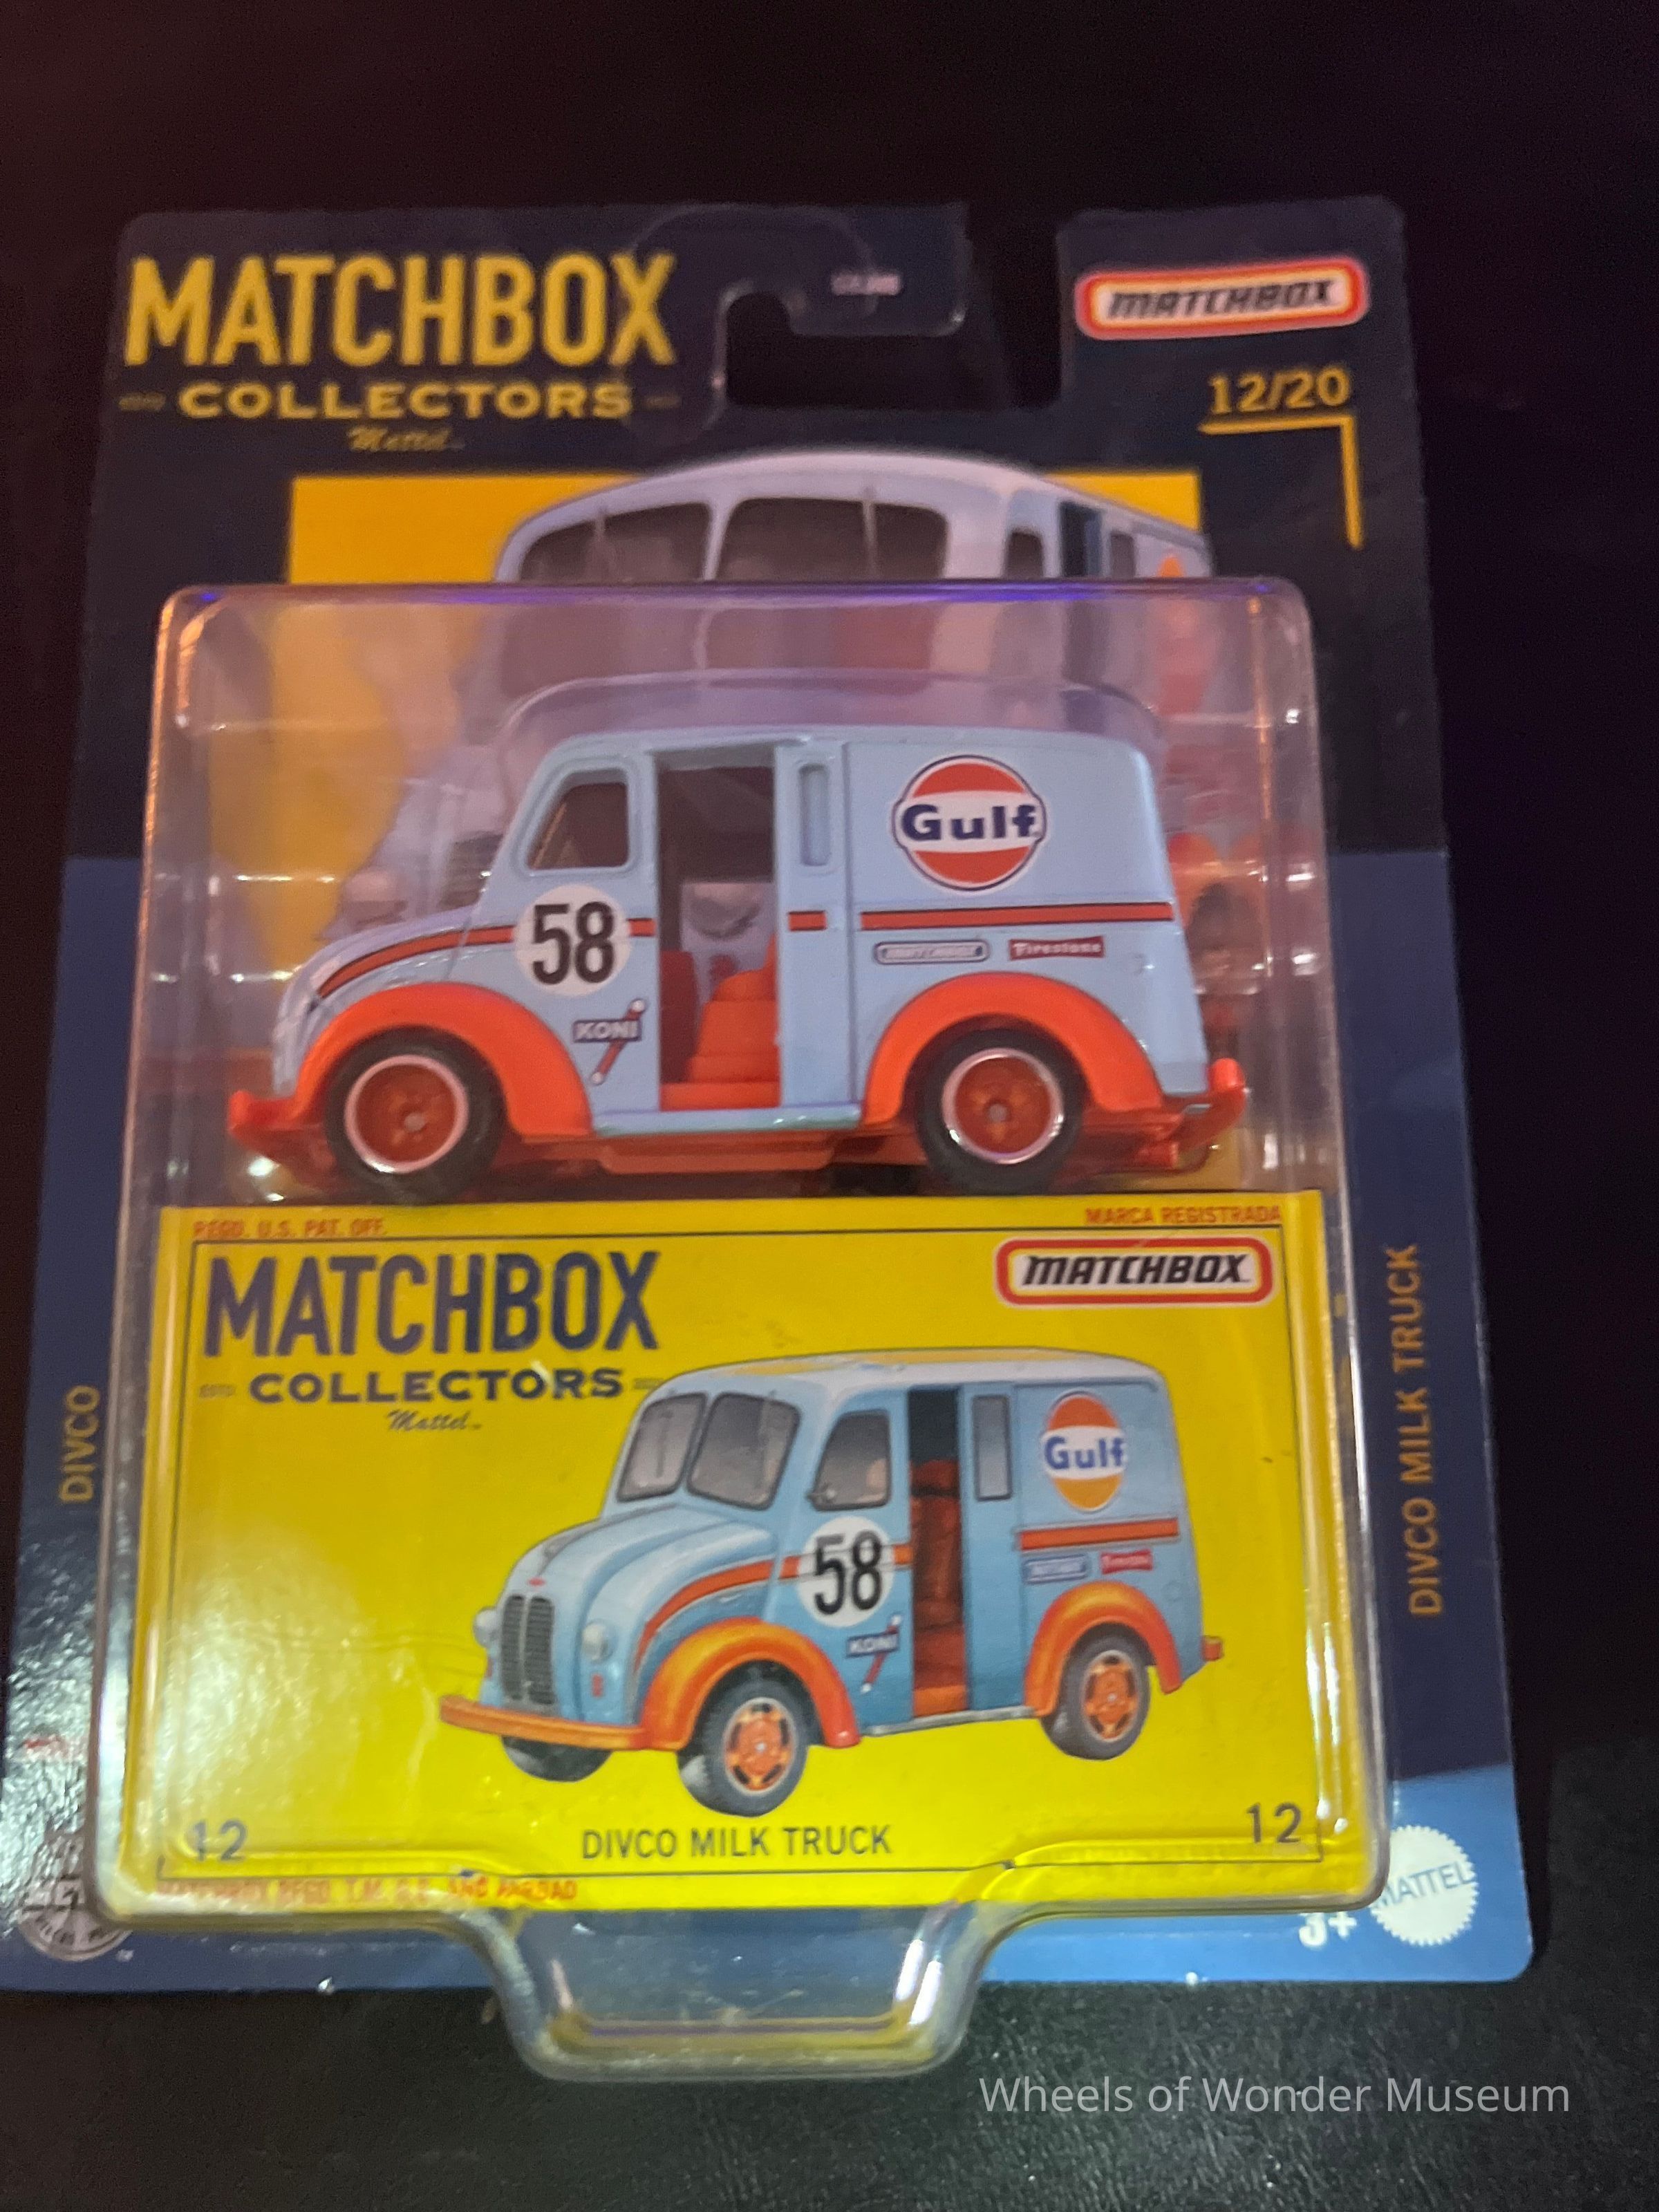 MATCHBOX
COLLECTORS
Mattel
MATCHBOX
12/20
Gulf
58
MATCHBOX
Firestone
KONI
REGD. U.S. PAT. OFF.
MARCA REGISTRADA
MATCHBOX
COLLECTORS
Mattel
MATCHBOX
Gulf
58
KONI
12
DIVCO MILK TRUCK
12
DIVCO
DIVCO MILK TRUCK
MATTEL
3+
Wheels of Wonder Museum